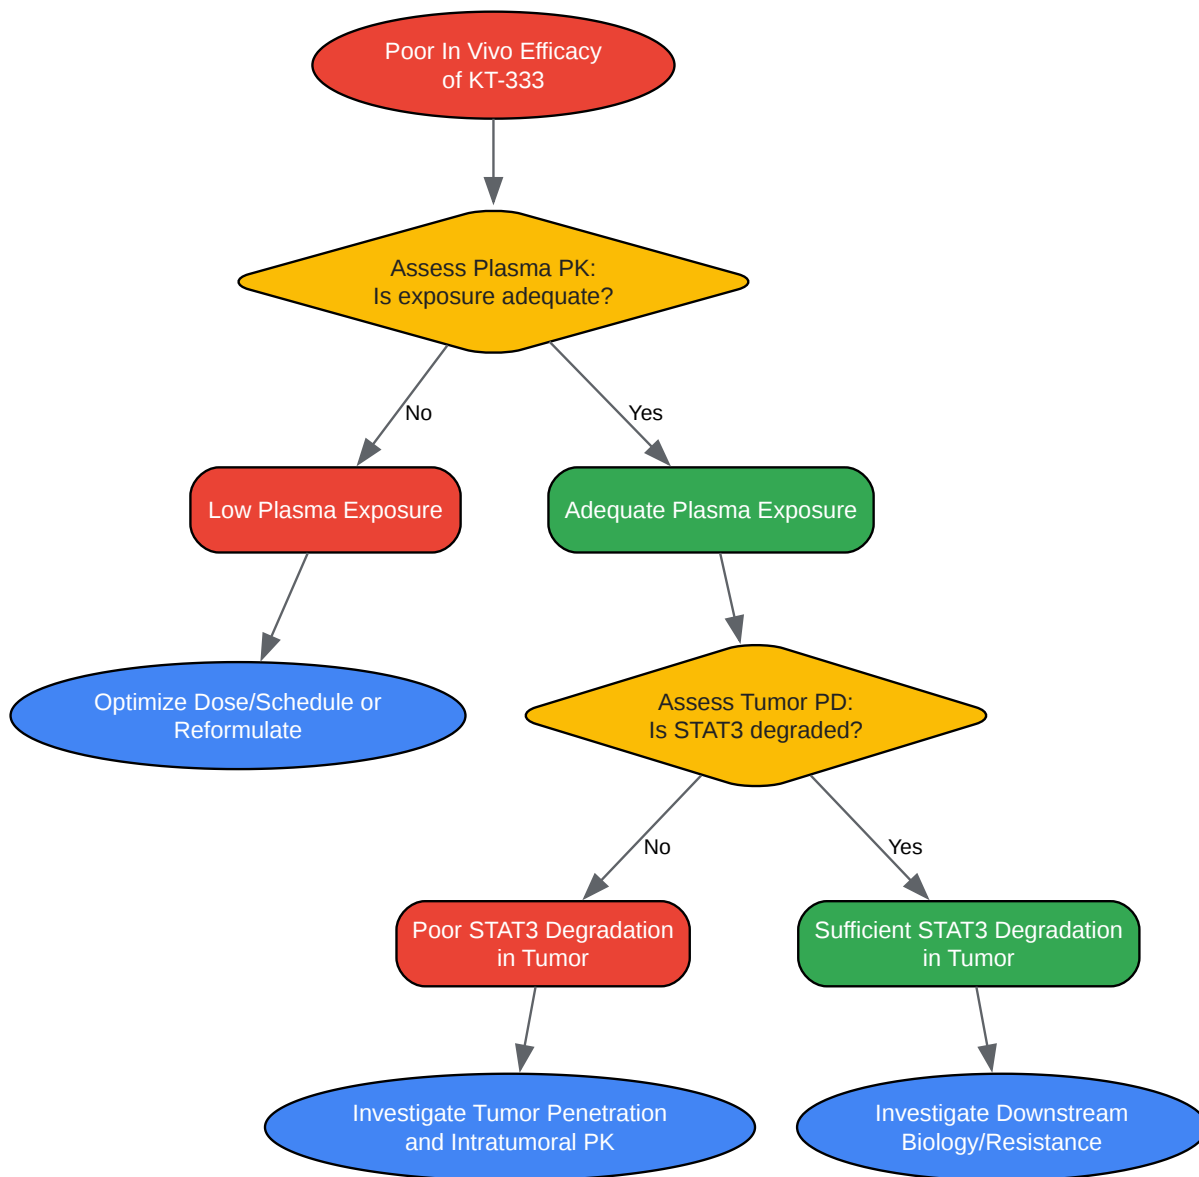 Poor In Vivo Efficacy
of KT-333
Assess Plasma PK:
Is exposure adequate?
No
Yes
Low Plasma Exposure
Adequate Plasma Exposure
Optimize Dose/Schedule or
Reformulate
Assess Tumor PD:
Is STAT3 degraded?
No
Yes
Poor STAT3 Degradation
in Tumor
Sufficient STAT3 Degradation
in Tumor
Investigate Tumor Penetration
and Intratumoral PK
Investigate Downstream
Biology/Resistance